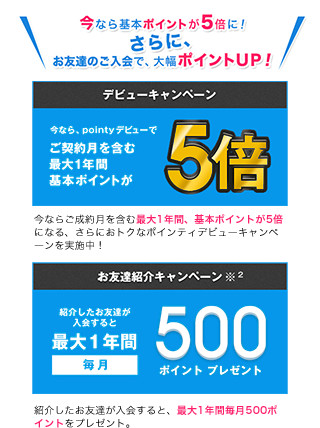 今なら基本ポイントが5倍に!
さらに、
お友達のご入会で、大幅ポイントUP!
デビューキャンペーン
今なら、pointyデビューで
ご契約月を含む
最大1年間
基本ポイントが
5倍
今ならご成約月を含む最大1年間、基本ポイントが5倍
になる、さらにおトクなポインティデビューキャンペ
ーンを実施中!
お友達紹介キャンペーン※2
紹介したお友達が
入会すると
最大1年間
毎月
500
ポイント プレゼント
紹介したお友達が入会すると、最大1年間毎月500ポ
イントをプレゼント。